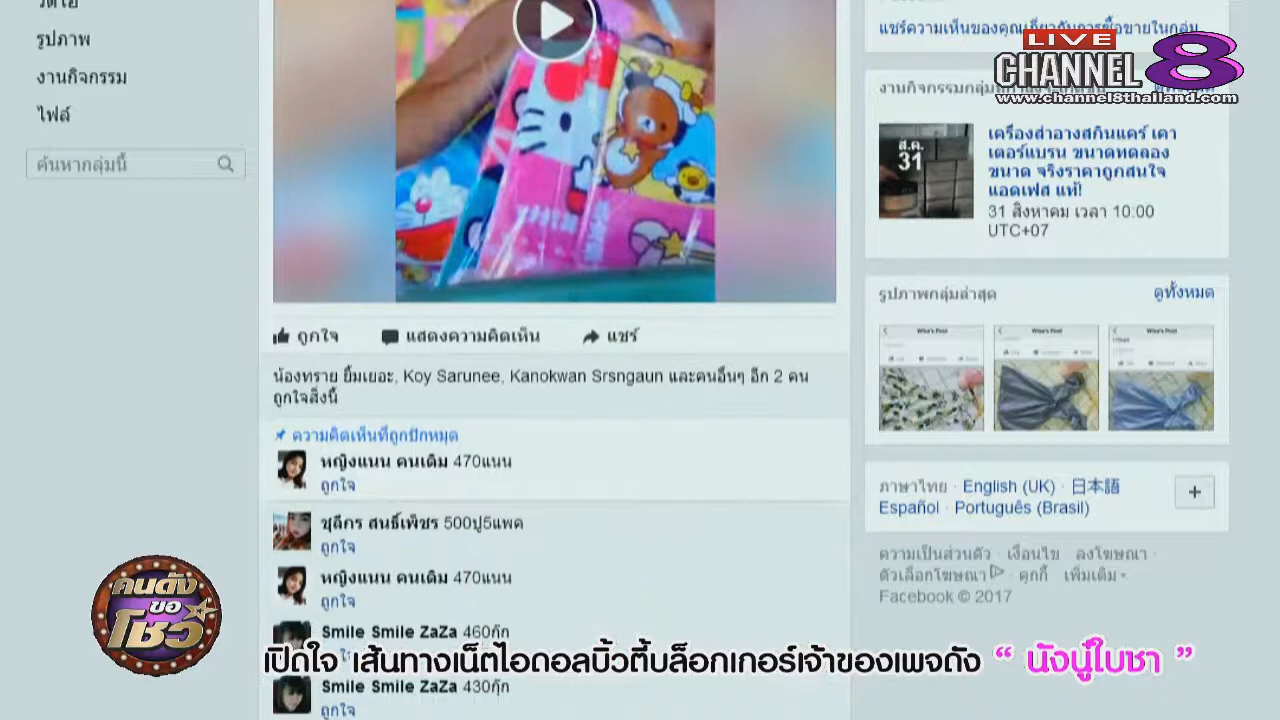 วิดีโอ
รูปภาพ
งานกิจกรรม
ไฟล์
ค้นหากลุ่มนี้
ถูกใจ แสดงความคิดเห็น แชร์
น้องทราย ยิ้มเยอะ, Koy Sarunee, Kanokwan Srsngaun และคนอื่นๆ อีก 2 คน
ถูกใจสิ่งนี้
ความคิดเห็นที่ถูกปักหมุด
หญิงแนน คนเดิม 470แนน
ถูกใจ
ชุลีกร สนธิ์เพ็ชร 500ปู5แพค
ถูกใจ
หญิงแนน คนเดิม 470แนน
ถูกใจ
Smile Smile ZaZa 460กุ๊ก
Smile Smile ZaZa 430กุ๊ก
ถูกใจ
แชร์ความเห็นของคุณเกี่ยวกับการซื้อขายในกลุ่ม
LIVE
CHANNEL 8
www.channel8thailand.com
ส.ค.
31
เครื่องสำอางสกินแคร์ เคา
เตอร์แบรน ขนาดทดลอง
ขนาด จริงราคาถูกสนใจ
แอดเฟส แท้!
31 สิงหาคม เวลา 10:00
UTC+07
รูปภาพกลุ่มล่าสุด ดูทั้งหมด
Wisa's Post Wisa's Post Wisa's Post
ภาษาไทย · English (UK) · 日本語
Español · Português (Brasil)
+
ความเป็นส่วนตัว · เงื่อนไข · ลงโฆษณา ·
ตัวเลือกโฆษณา · คุกกี้ · เพิ่มเติม
Facebook © 2017
คนดัง
ขอ
โชว์
เปิดใจ เส้นทางเน็ตไอดอลบิ้วตี้บล็อกเกอร์เจ้าของเพจดัง “ นังนู๋ใบชา ”